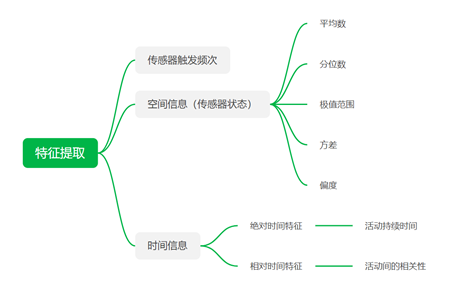 特征提取
传感器触发频次
空间信息（传感器状态）
平均数
分位数
极值范围
方差
偏度
时间信息
绝对时间特征
活动持续时间
相对时间特征
活动间的相关性